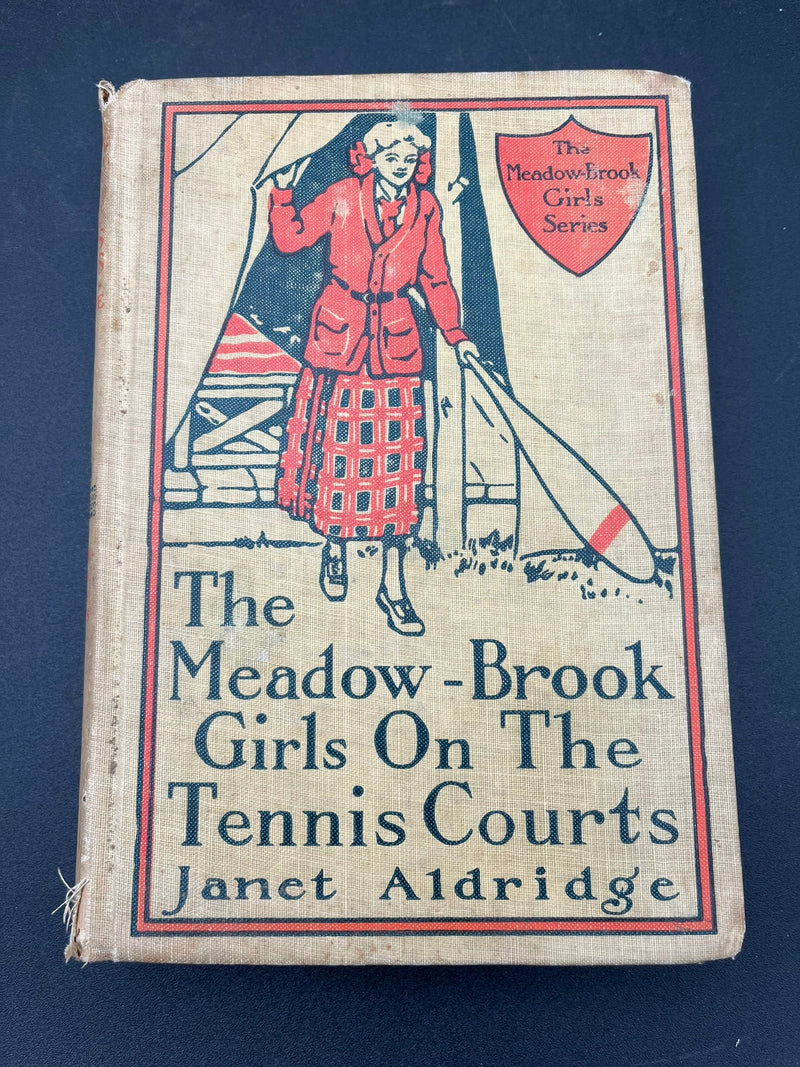 The
Meadow-Brook
Girls
Series
The
Meadow-Brook
Girls On The
Tennis Courts
Janet Aldridge